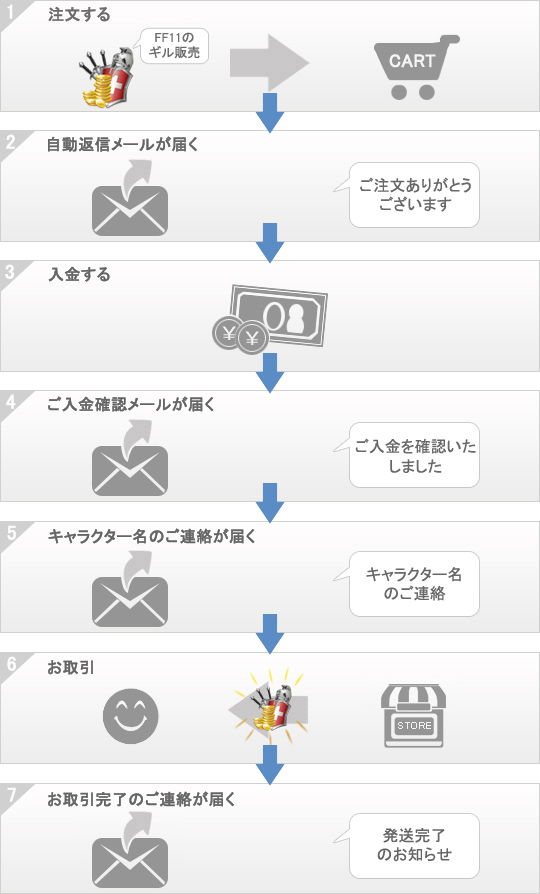 1 注文する
FF11の
ギル販売
CART
2 自動返信メールが届く
ご注文ありがとう
ございます
3 入金する
¥ ¥
4 ご入金確認メールが届く
ご入金を確認いた
しました
5 キャラクター名のご連絡が届く
キャラクター名
のご連絡
6 お取引
STORE
7 お取引完了のご連絡が届く
発送完了
のお知らせ